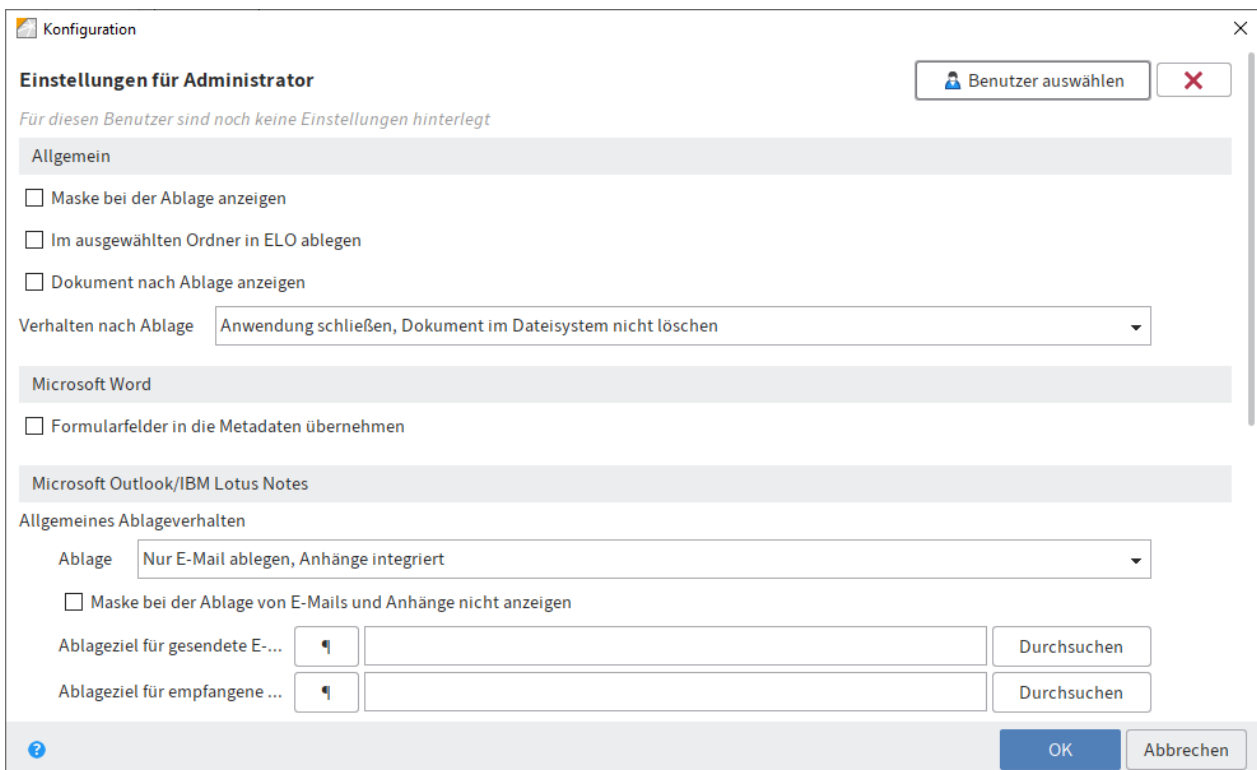 Konfiguration
Einstellungen für Administrator
Benutzer auswählen
Für diesen Benutzer sind noch keine Einstellungen hinterlegt
Allgemein
Maske bei der Ablage anzeigen
Im ausgewählten Ordner in ELO ablegen
Dokument nach Ablage anzeigen
Verhalten nach Ablage Anwendung schließen, Dokument im Dateisystem nicht löschen
Microsoft Word
Formularfelder in die Metadaten übernehmen
Microsoft Outlook/IBM Lotus Notes
Allgemeines Ablageverhalten
Ablage Nur E-Mail ablegen, Anhänge integriert
Maske bei der Ablage von E-Mails und Anhänge nicht anzeigen
Ablageziel für gesendete E-... ¶ Durchsuchen
Ablageziel für empfangene ... ¶ Durchsuchen
? OK Abbrechen